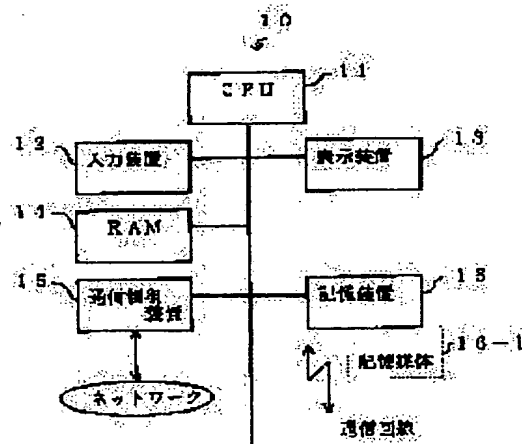 10
CPU
11
12
入力装置
表示装置
13
14
RAM
15
通信制御
装置
記憶装置
記憶媒体
16-1
ネットワーク
通信回線